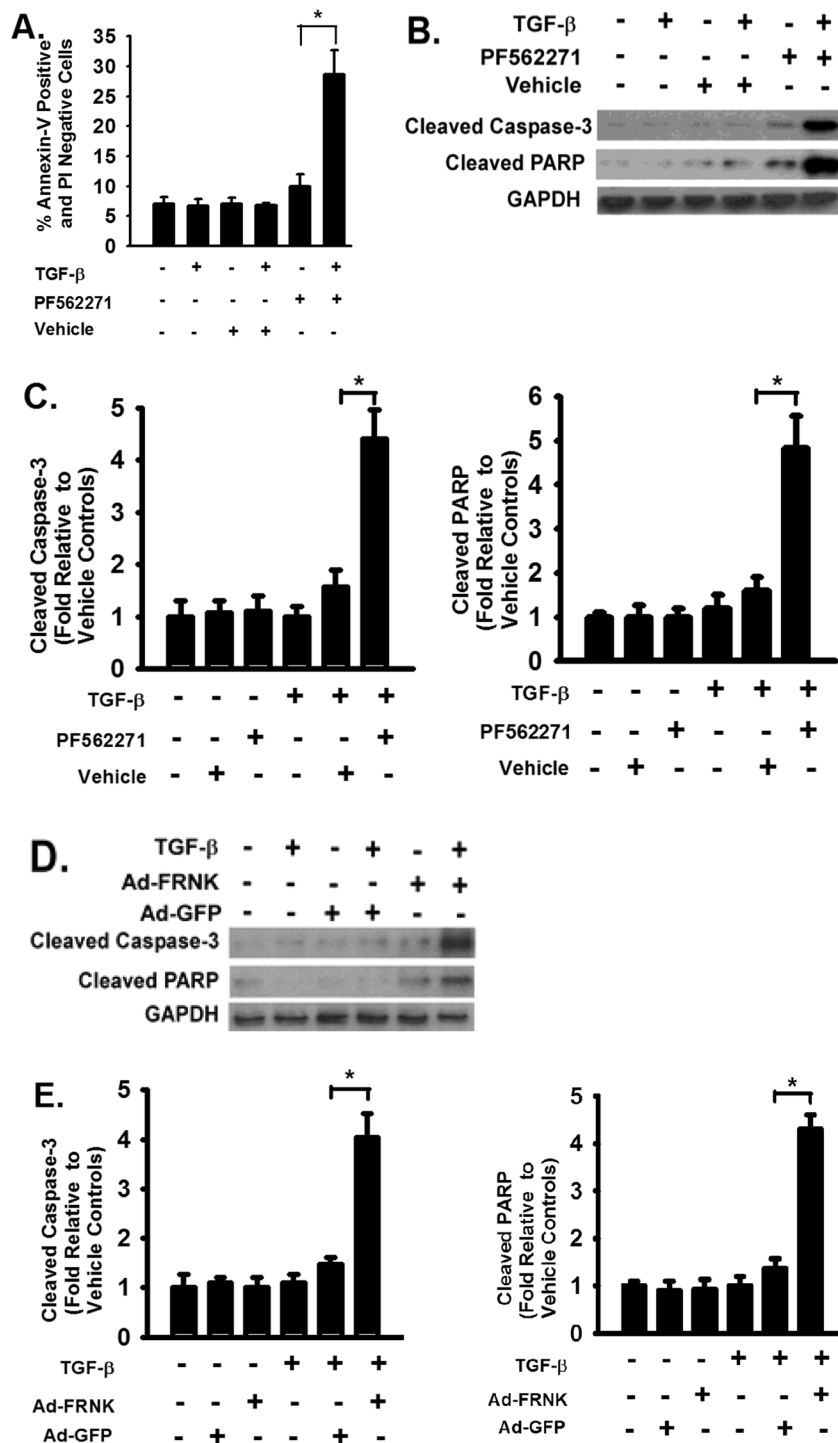 A.
*
% Annexin-V Positive
and PI Negative Cells
35
30
25
20
15
10
5
0
TGF-β - + - + - +
PF562271 - - - - + +
Vehicle - - + + - -
B.
TGF-β - + - + - +
PF562271 - - - - + +
Vehicle - - + + - -
Cleaved Caspase-3
Cleaved PARP
GAPDH
C.
*
Cleaved Caspase-3
(Fold Relative to
Vehicle Controls)
5
4
3
2
1
0
TGF-β - - - + + +
PF562271 - - + - - +
Vehicle - + - - + -
*
Cleaved PARP
(Fold Relative to
Vehicle Controls)
6
5
4
3
2
1
0
TGF-β - - - + + +
PF562271 - - + - - +
Vehicle - + - - + -
D.
TGF-β - + - + - +
Ad-FRNK - - - - + +
Ad-GFP - - + + - -
Cleaved Caspase-3
Cleaved PARP
GAPDH
E.
*
Cleaved Caspase-3
(Fold Relative to
Vehicle Controls)
5
4
3
2
1
0
TGF-β - - - + + +
Ad-FRNK - - + - - +
Ad-GFP - + - - + -
*
Cleaved PARP
(Fold Relative to
Vehicle Controls)
5
4
3
2
1
0
TGF-β - - - + + +
Ad-FRNK - - + - - +
Ad-GFP - + - - + -